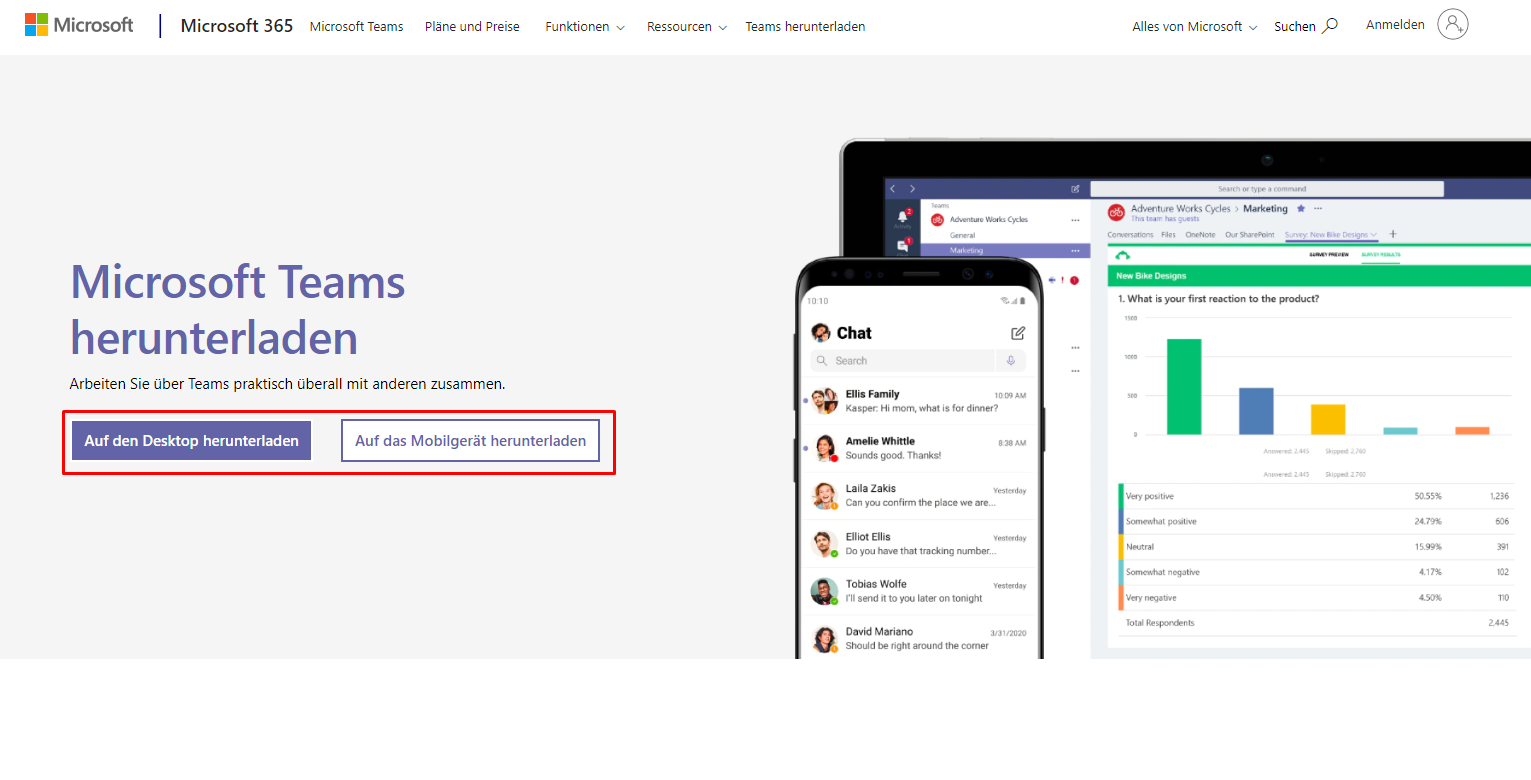 Microsoft
Microsoft 365
Microsoft Teams
Pläne und Preise
Funktionen
Ressourcen
Teams herunterladen
Alles von Microsoft
Suchen
Anmelden
Microsoft Teams
herunterladen
Arbeiten Sie über Teams praktisch überall mit anderen zusammen.
Auf den Desktop herunterladen
Auf das Mobilgerät herunterladen
Search or type a command
2
Activity
1
Chat
Teams
Adventure Works Cycles
General
Marketing
Adventure Works Cycles > Marketing
This team has guests
Conversations Files OneNote Our SharePoint Survey: New Bike Designs
SURVEY PREVIEW SURVEY RESULTS
New Bike Designs
1. What is your first reaction to the product?
1500
1000
500
0
Answered: 2,445 Skipped: 2,760
Answered: 2,445 Skipped: 2,760
Very positive 50.55% 1,236
Somewhat positive 24.79% 606
Neutral 15.99% 391
Somewhat negative 4.17% 102
Very negative 4.50% 110
Total Respondents 2,445
10:10
Chat
Search
Ellis Family 10:09 AM
Kasper: Hi mom, what is for dinner?
Amelie Whittle 8:38 AM
Sounds good. Thanks!
Laila Zakis Yesterday
Can you confirm the place we are...
Elliot Ellis Yesterday
Do you have that tracking number...
Tobias Wolfe Yesterday
I'll send it to you later on tonight
David Mariano 3/31/2020
Should be right around the corner